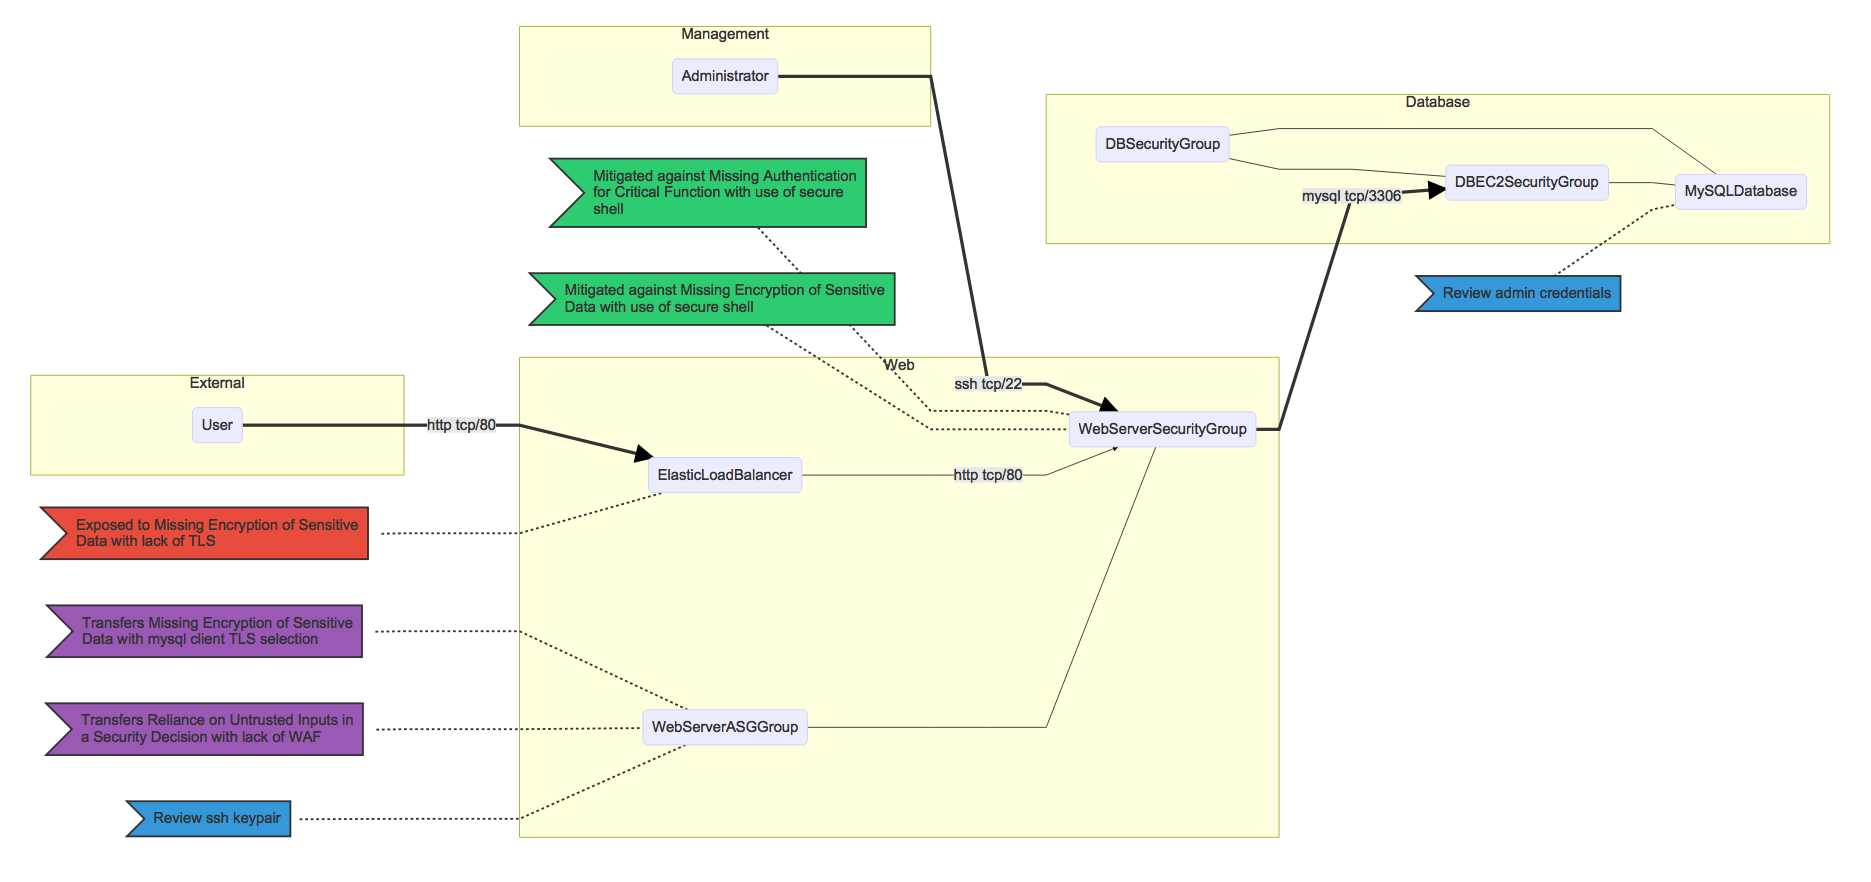 Management
Administrator
Database
DBSecurityGroup
DBEC2SecurityGroup
MySQLDatabase
mysql tcp/3306
Mitigated against Missing Authentication
for Critical Function with use of secure
shell
Mitigated against Missing Encryption of Sensitive
Data with use of secure shell
Review admin credentials
Web
External
ssh tcp/22
User
http tcp/80
WebServerSecurityGroup
ElasticLoadBalancer
http tcp/80
Exposed to Missing Encryption of Sensitive
Data with lack of TLS
Transfers Missing Encryption of Sensitive
Data with mysql client TLS selection
Transfers Reliance on Untrusted Inputs in
a Security Decision with lack of WAF
WebServerASGGroup
Review ssh keypair